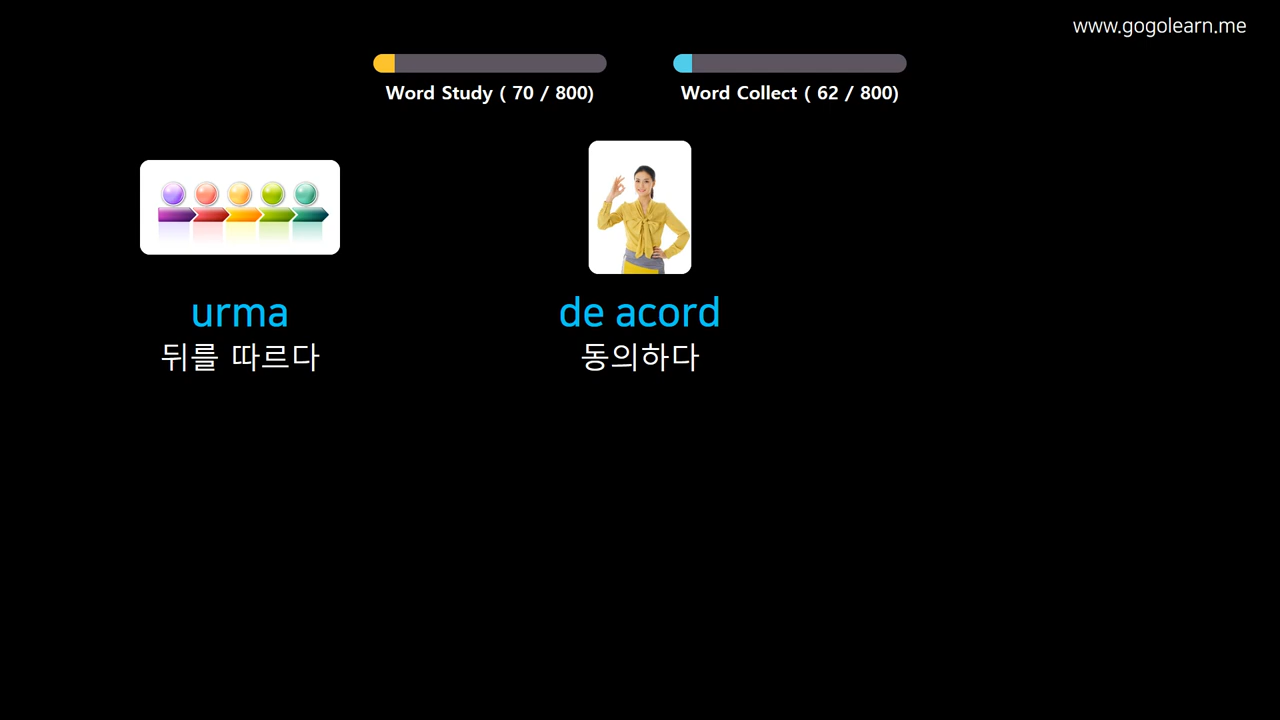 www.gogolearn.me
Word Study ( 70 / 800)
Word Collect ( 62 / 800)
urma
뒤를 따르다
de acord
동의하다